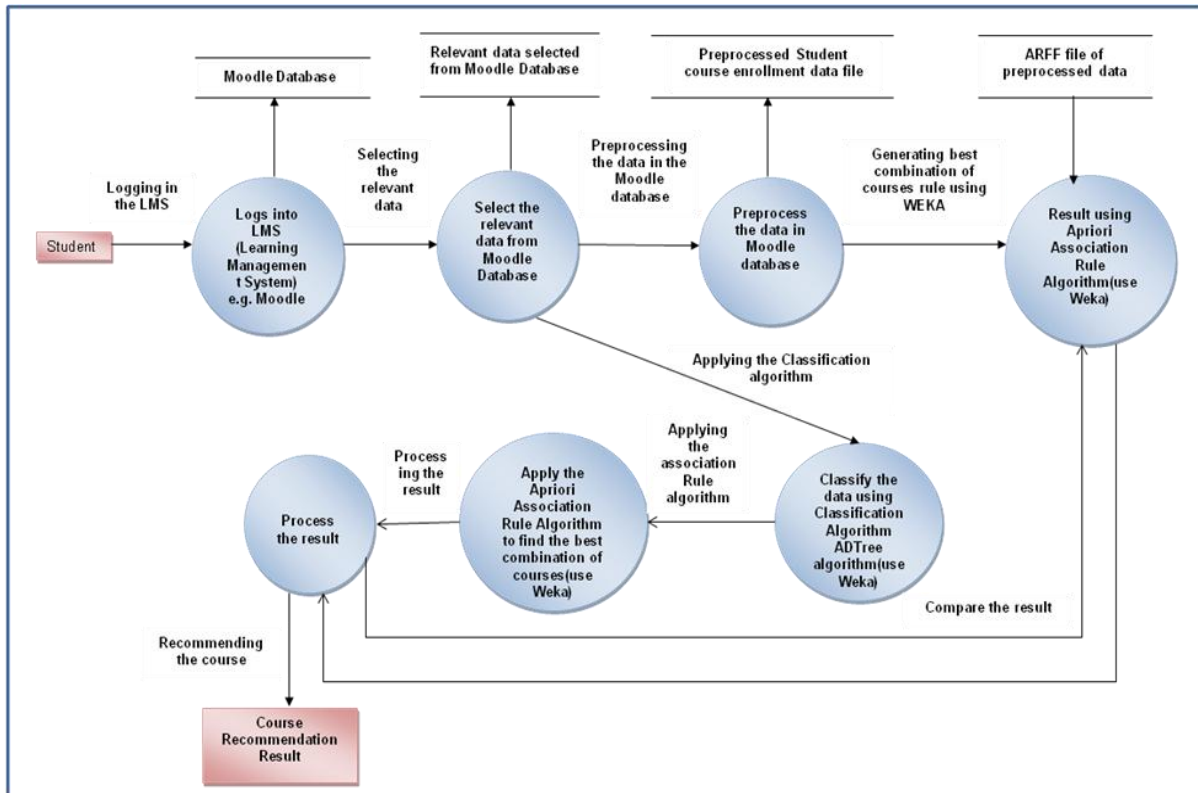 Moodle Database
Relevant data selected
from Moodle Database
Preprocessed Student
course enrollment data file
ARFF file of
preprocessed data
Logging in
the LMS
Selecting
the
relevant
data
Preprocessing
the data in the
Moodle
database
Generating best
combination of
courses rule using
WEKA
Student
Logs into
LMS
(Learning
Managemen
t System)
e.g. Moodle
Select the
relevant
data from
Moodle
Database
Preprocess
the data in
Moodle
database
Result using
Apriori
Association
Rule
Algorithm(use
Weka)
Applying the Classification
algorithm
Process
ing the
result
Applying
the
association
Rule
algorithm
Process
the result
Apply the
Apriori
Association
Rule Algorithm
to find the best
combination of
courses(use
Weka)
Classify the
data using
Classification
Algorithm
ADTree
algorithm(use
Weka)
Compare the result
Recommending
the course
Course
Recommendation
Result